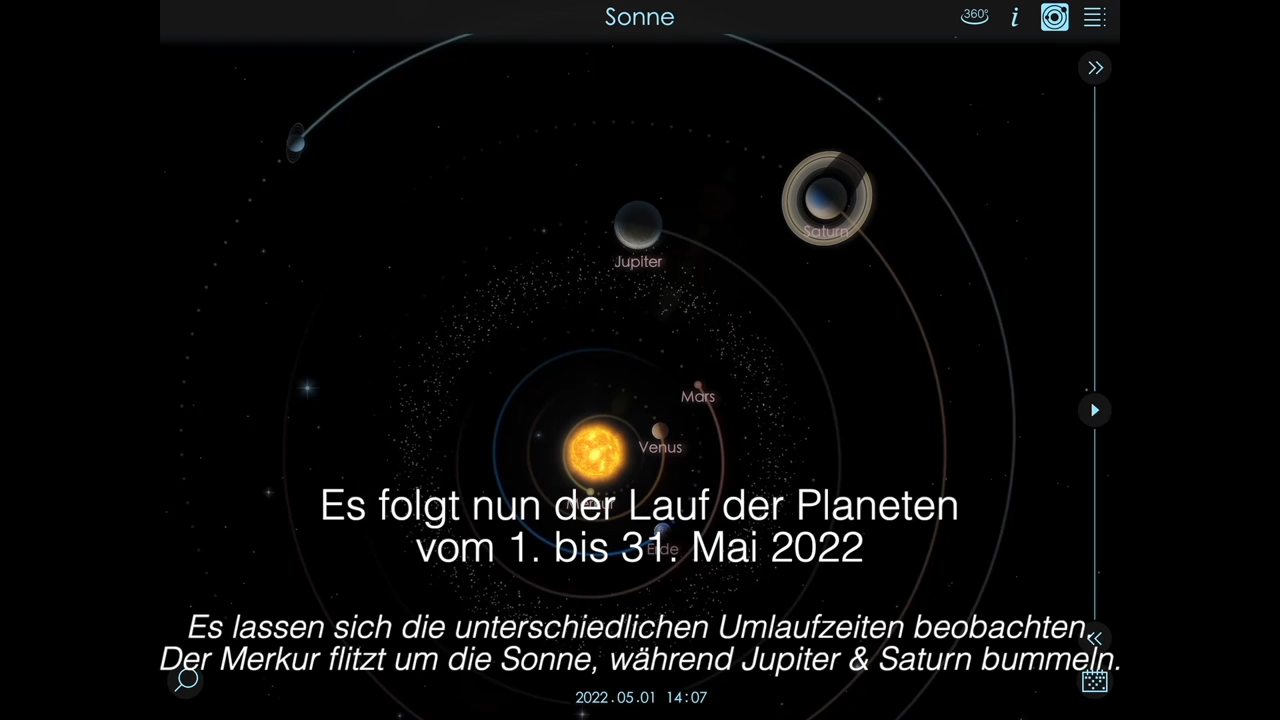 Sonne
360°
i
Saturn
Jupiter
Mars
Venus
Merkur
Es folgt nun der Lauf der Planeten
vom 1. bis 31. Mai 2022
Erde
Es lassen sich die unterschiedlichen Umlaufzeiten beobachten.
Der Merkur flitzt um die Sonne, während Jupiter & Saturn bummeln.
2022.05.01 14:07